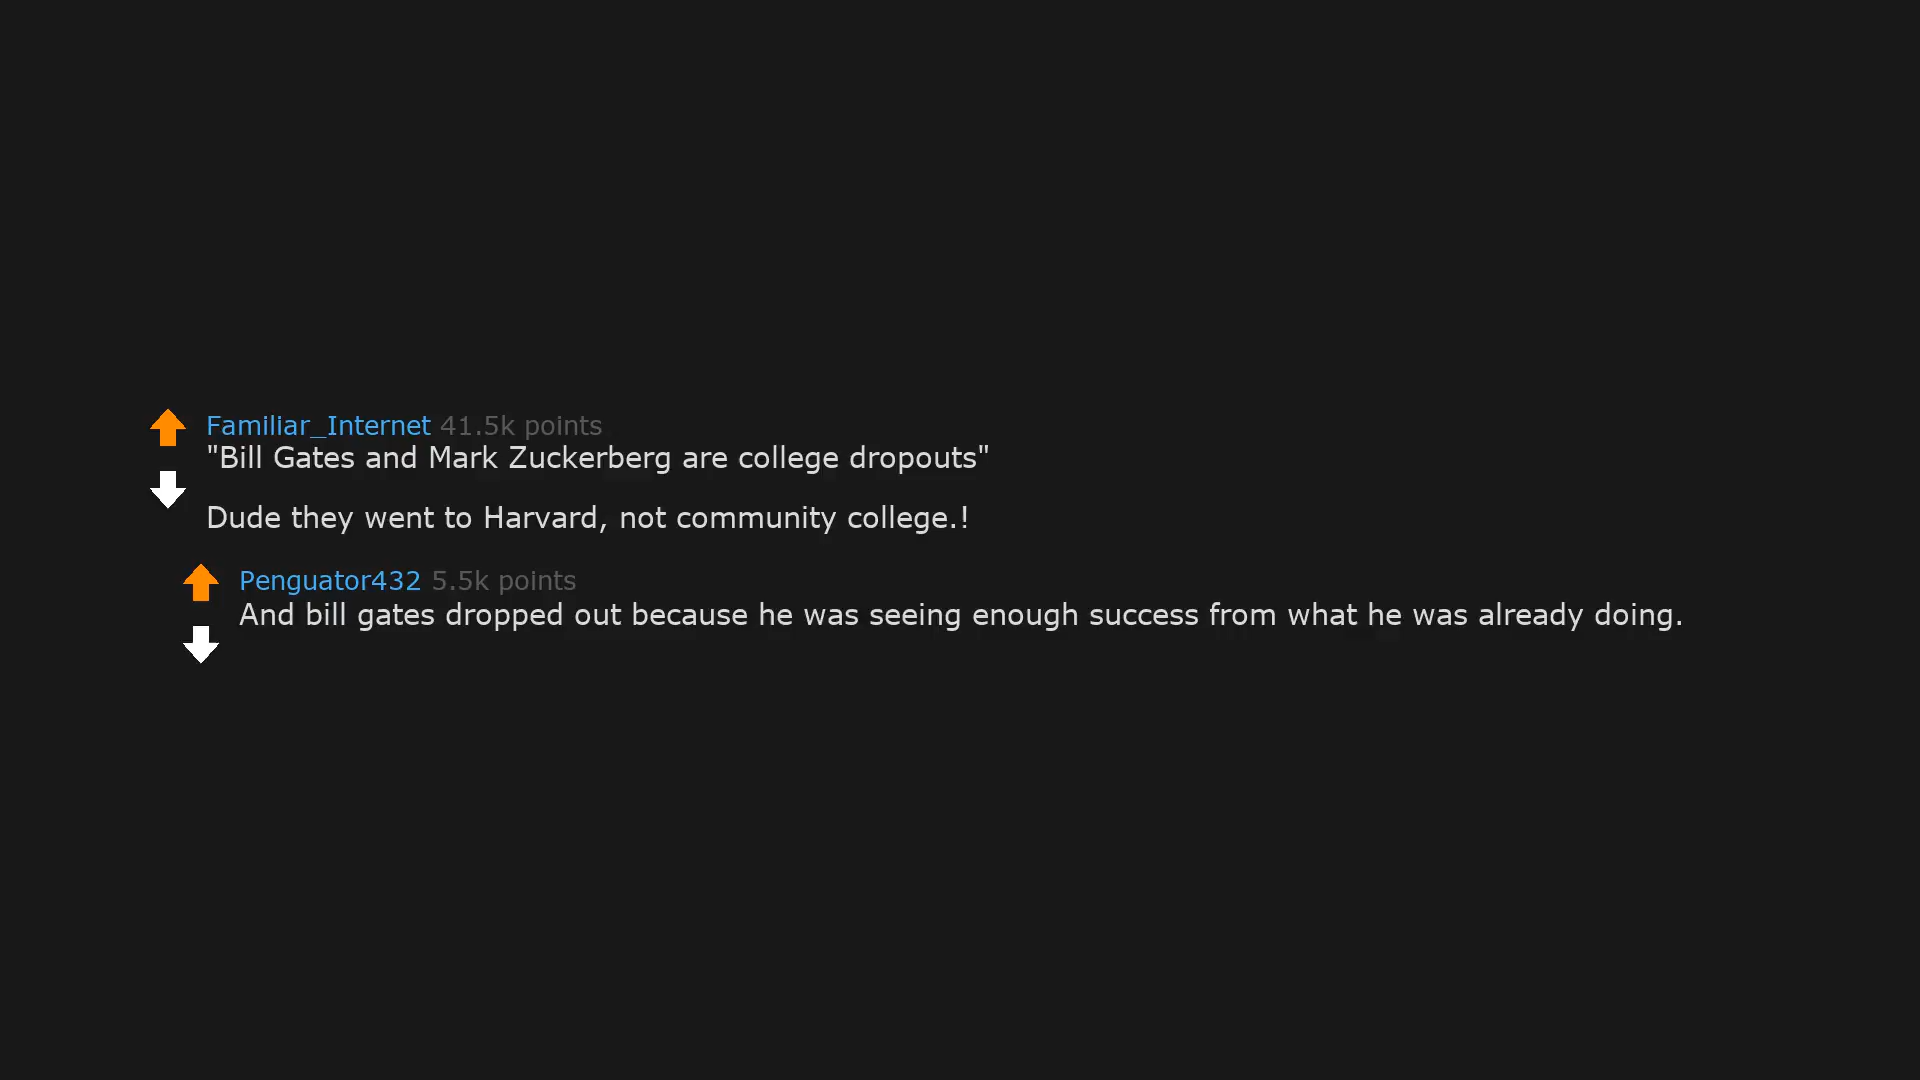 Familiar_Internet 41.5k points
"Bill Gates and Mark Zuckerberg are college dropouts"
Dude they went to Harvard, not community college.!
Penguator432 5.5k points
And bill gates dropped out because he was seeing enough success from what he was already doing.